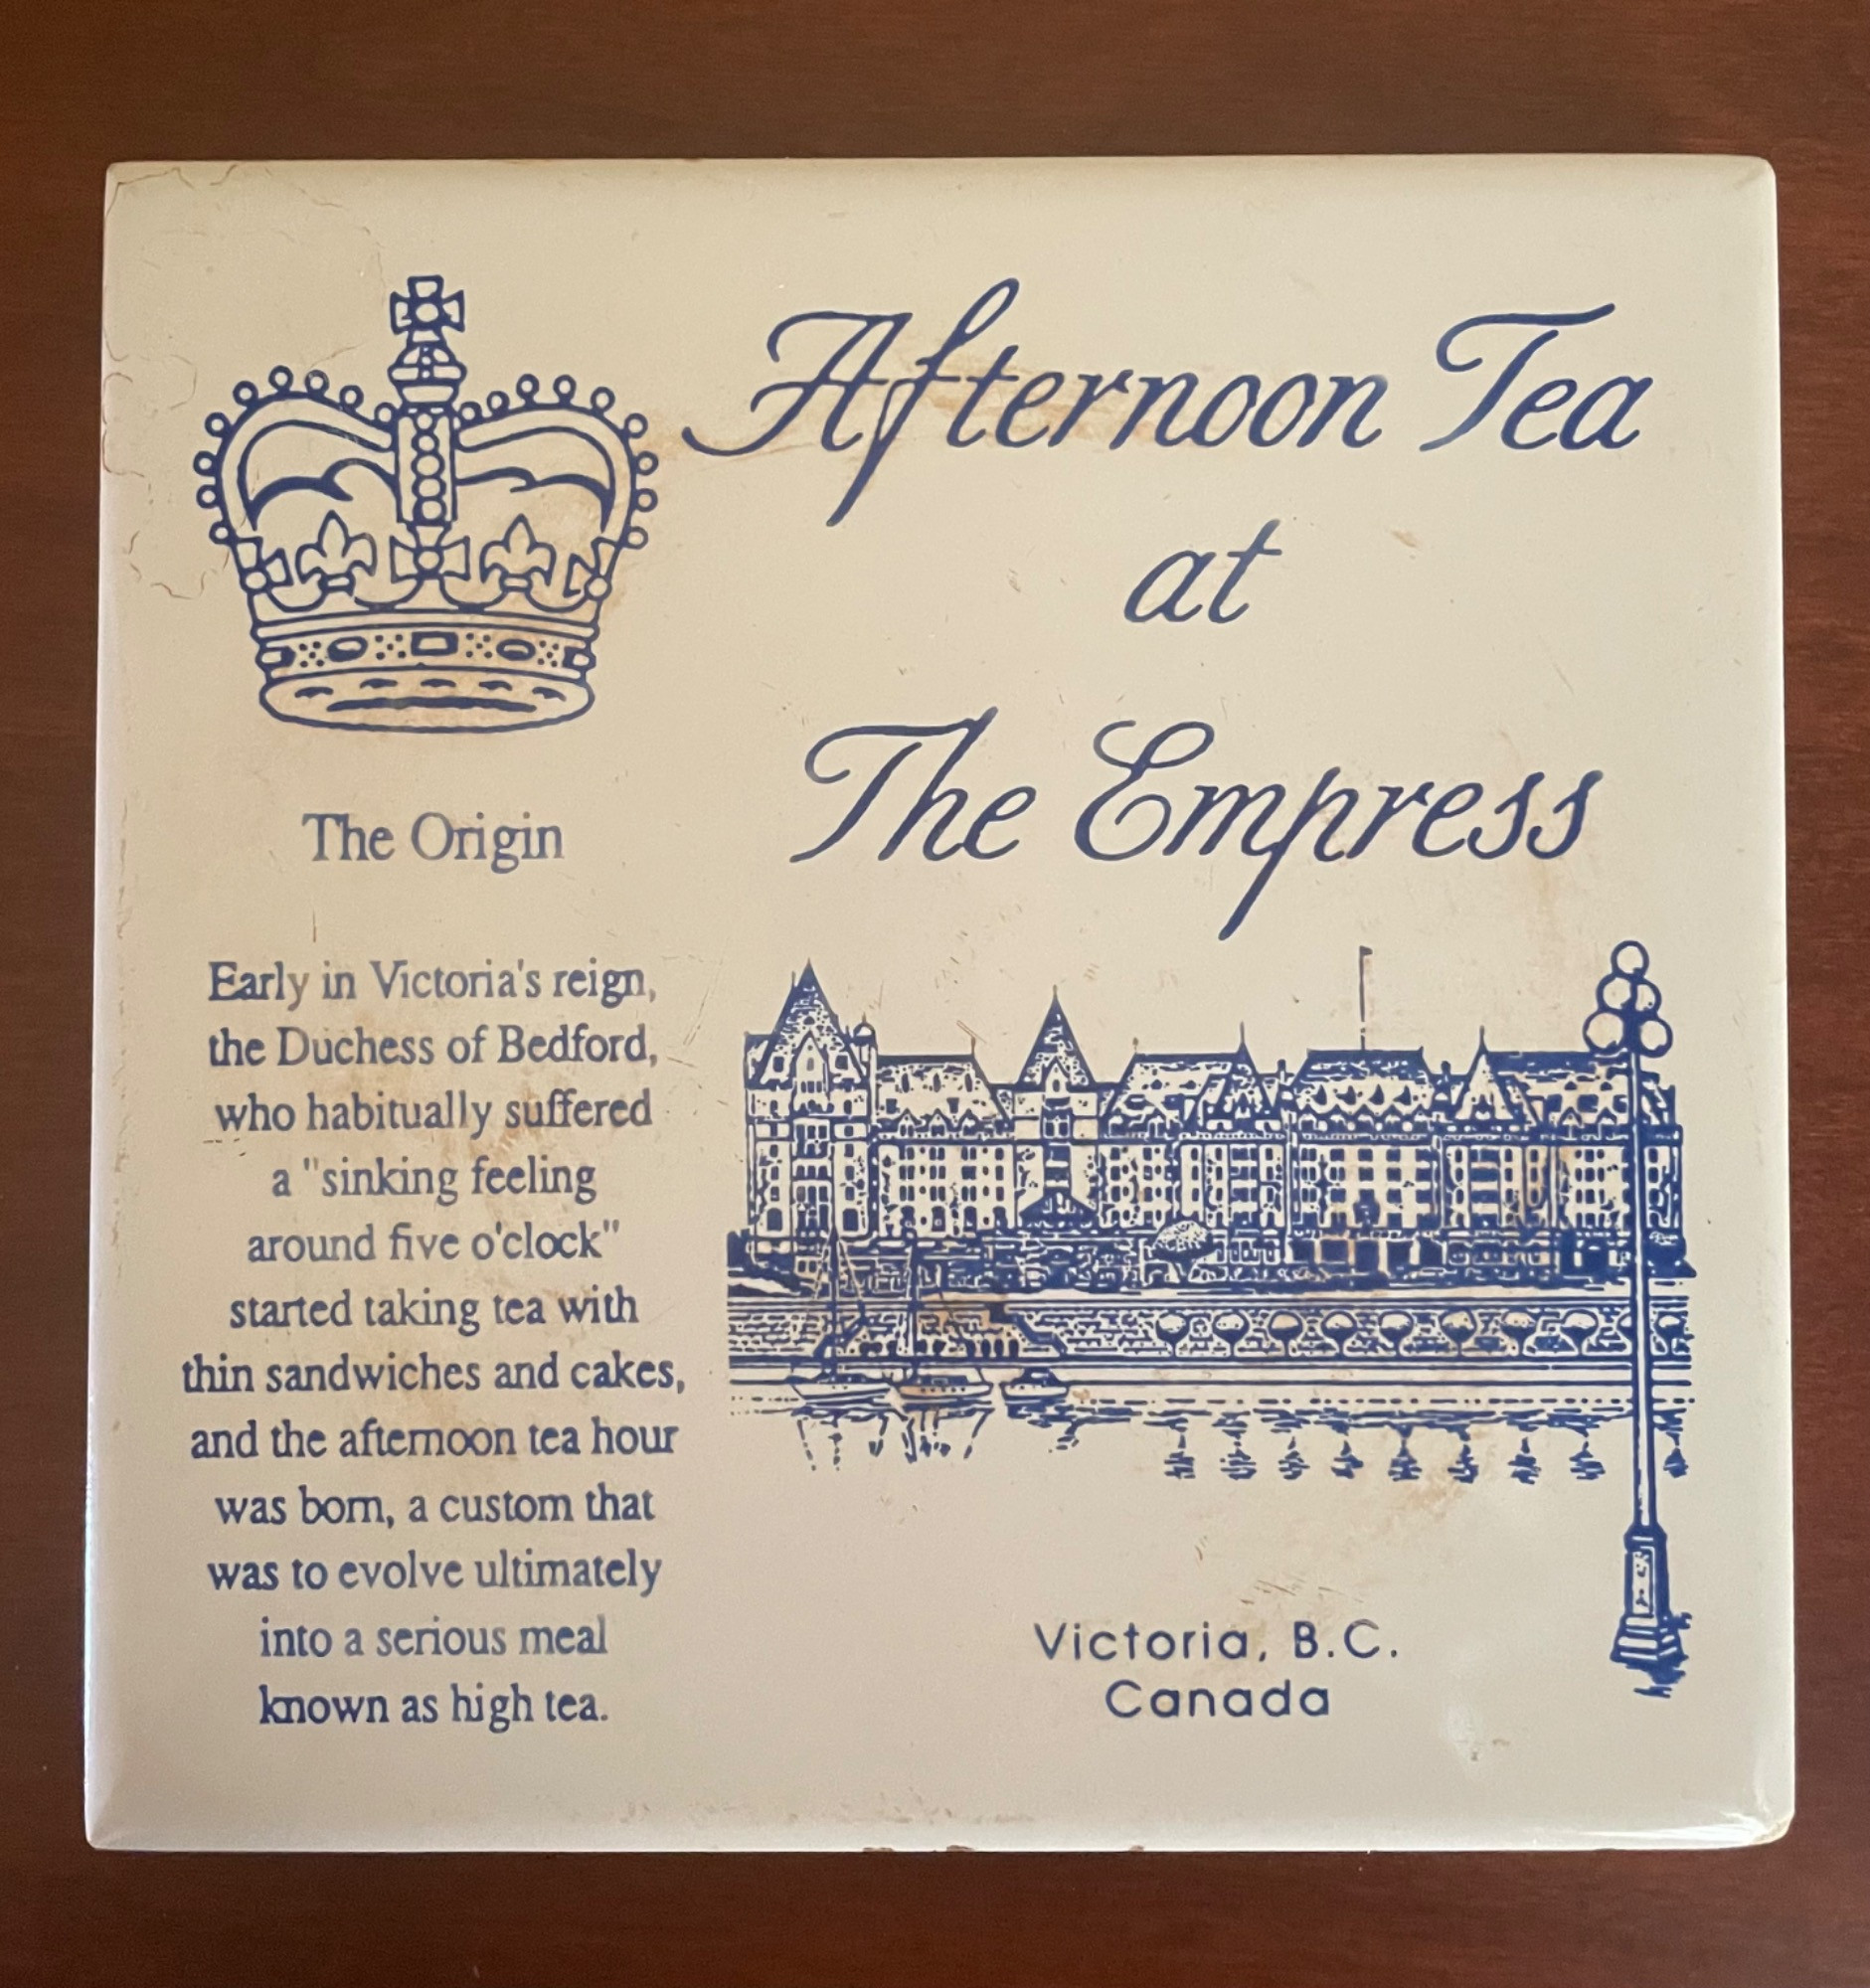 Afternoon Tea
at
The Empress
The Origin
Early in Victoria's reign,
the Duchess of Bedford,
who habitually suffered
a "sinking feeling
around five o'clock"
started taking tea with
thin sandwiches and cakes,
and the afternoon tea hour
was born, a custom that
was to evolve ultimately
into a serious meal
known as high tea.
Victoria, B.C.
Canada